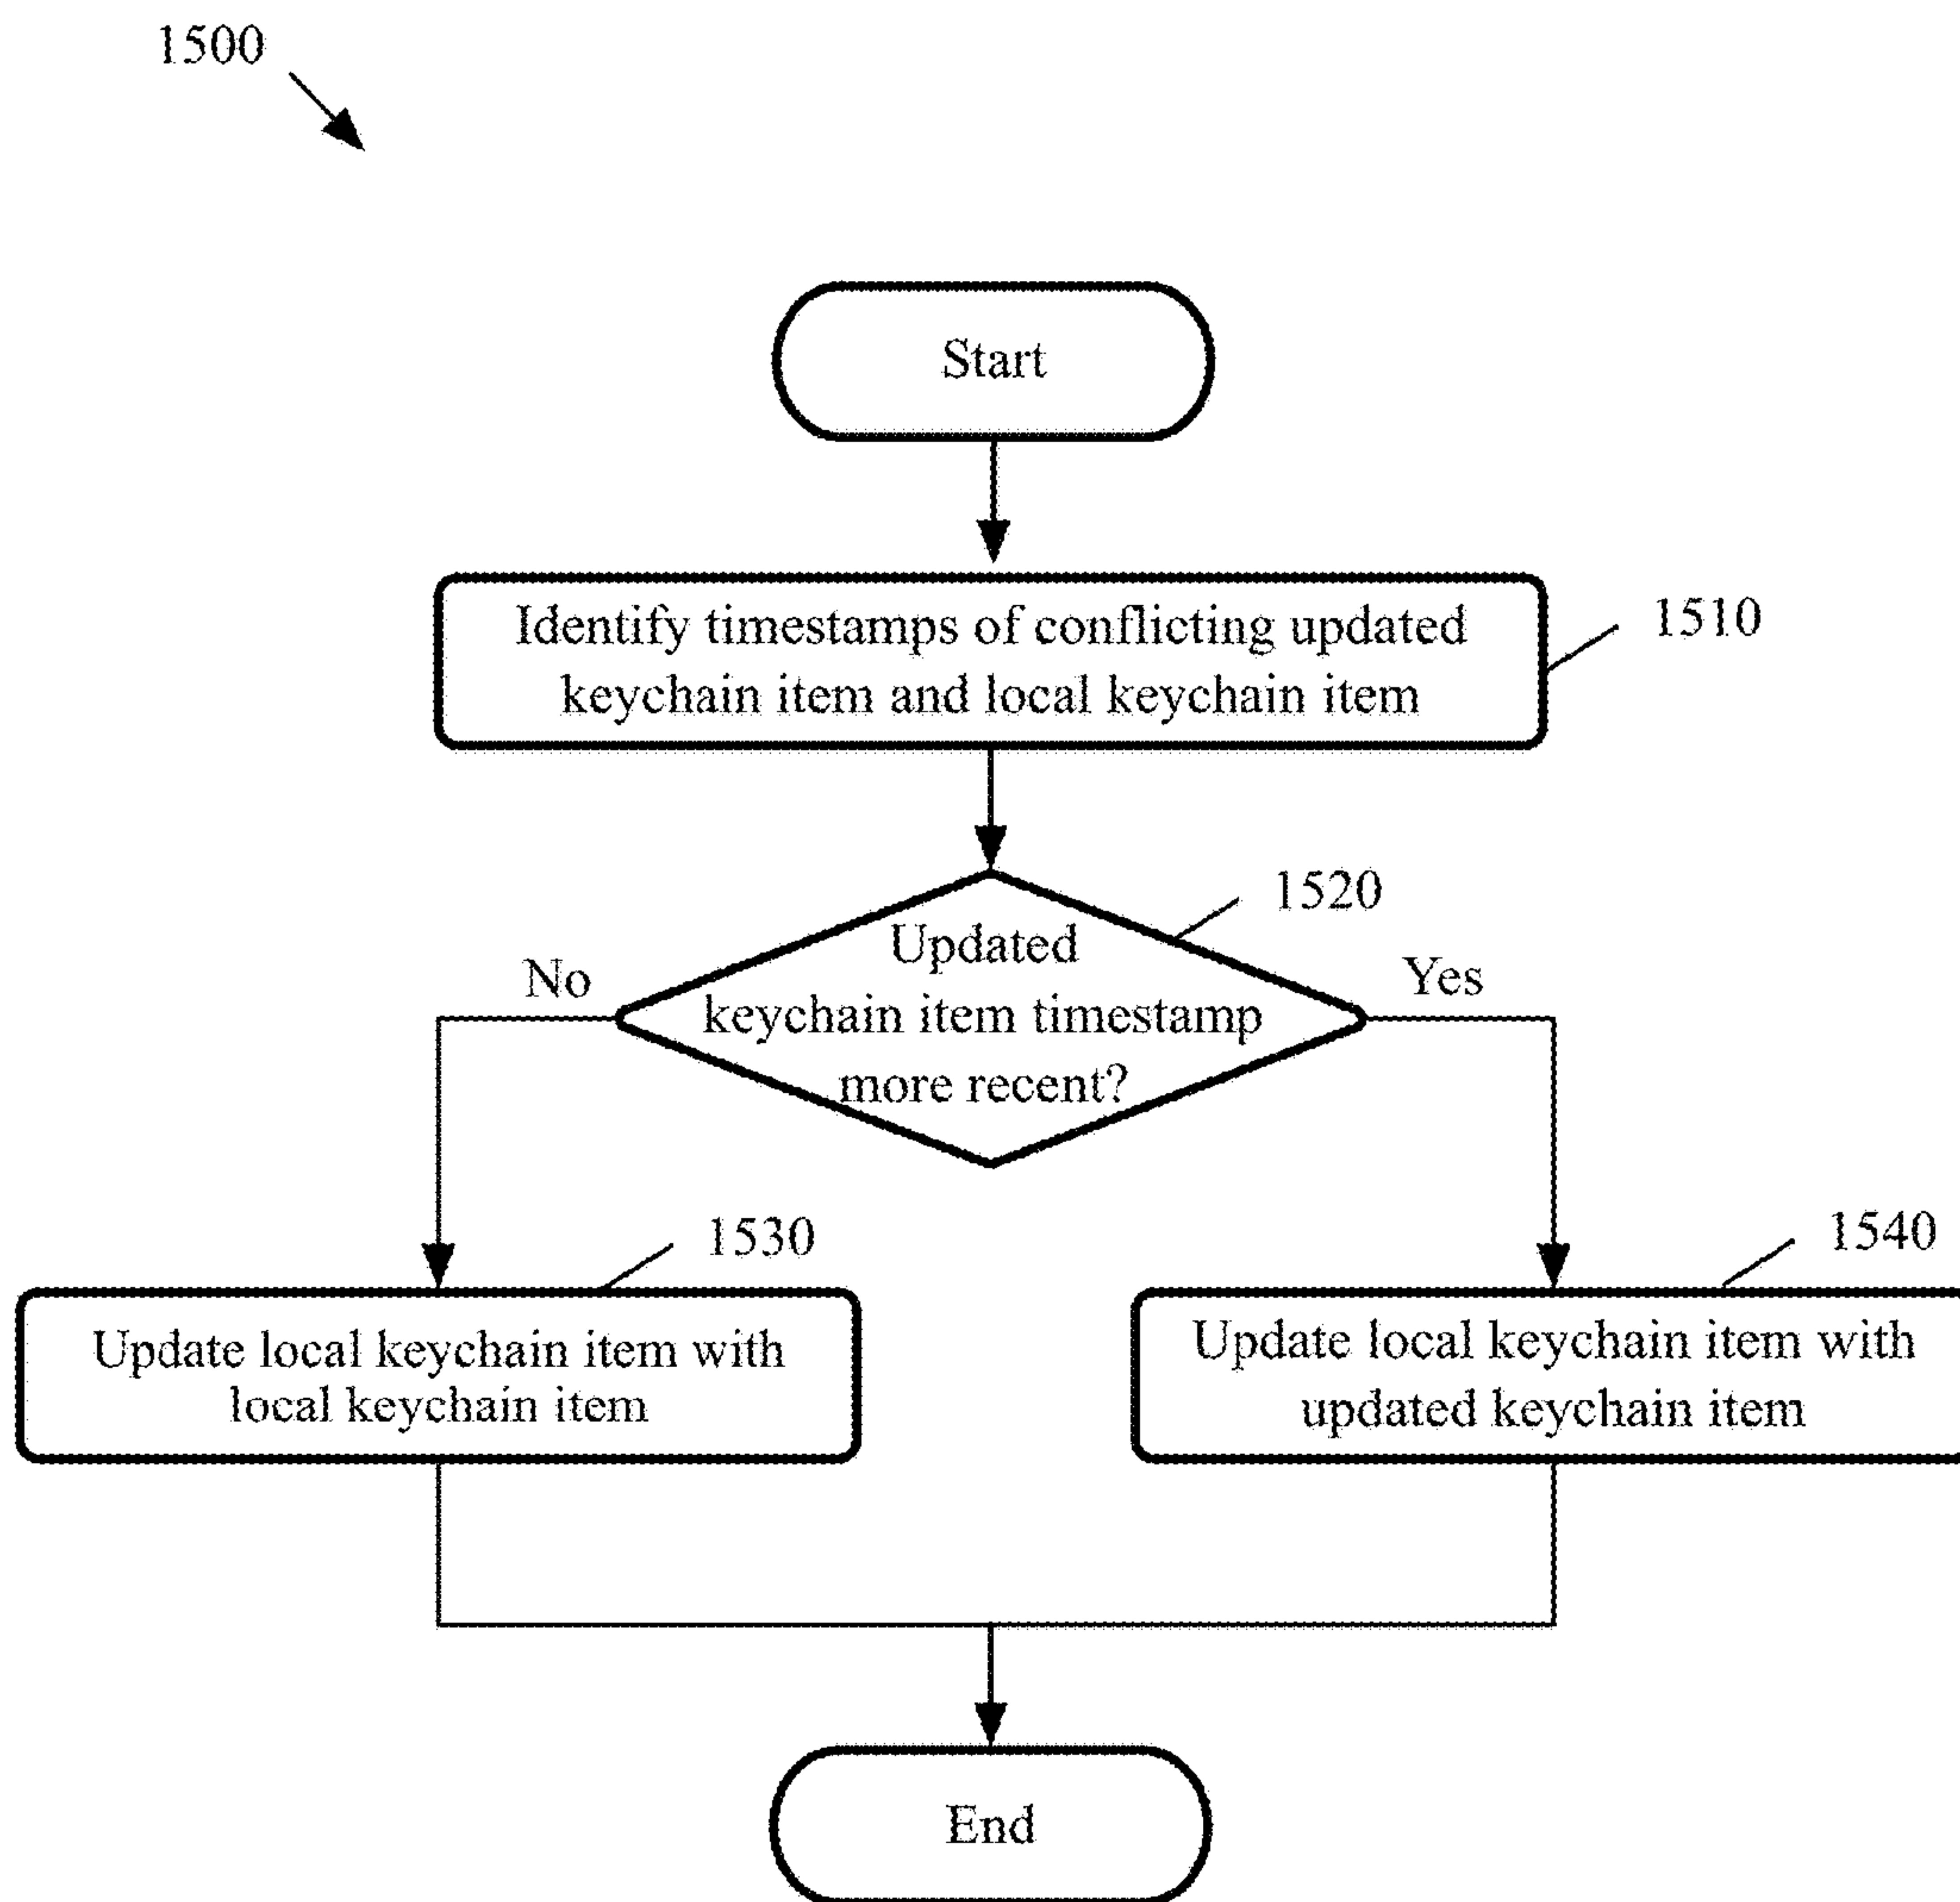 1500
Start
Identify timestamps of conflicting updated
keychain item and local keychain item
1510
1520
Updated
keychain item timestamp
more recent?
No
Yes
1530
1540
Update local keychain item with
local keychain item
Update local keychain item with
updated keychain item
End